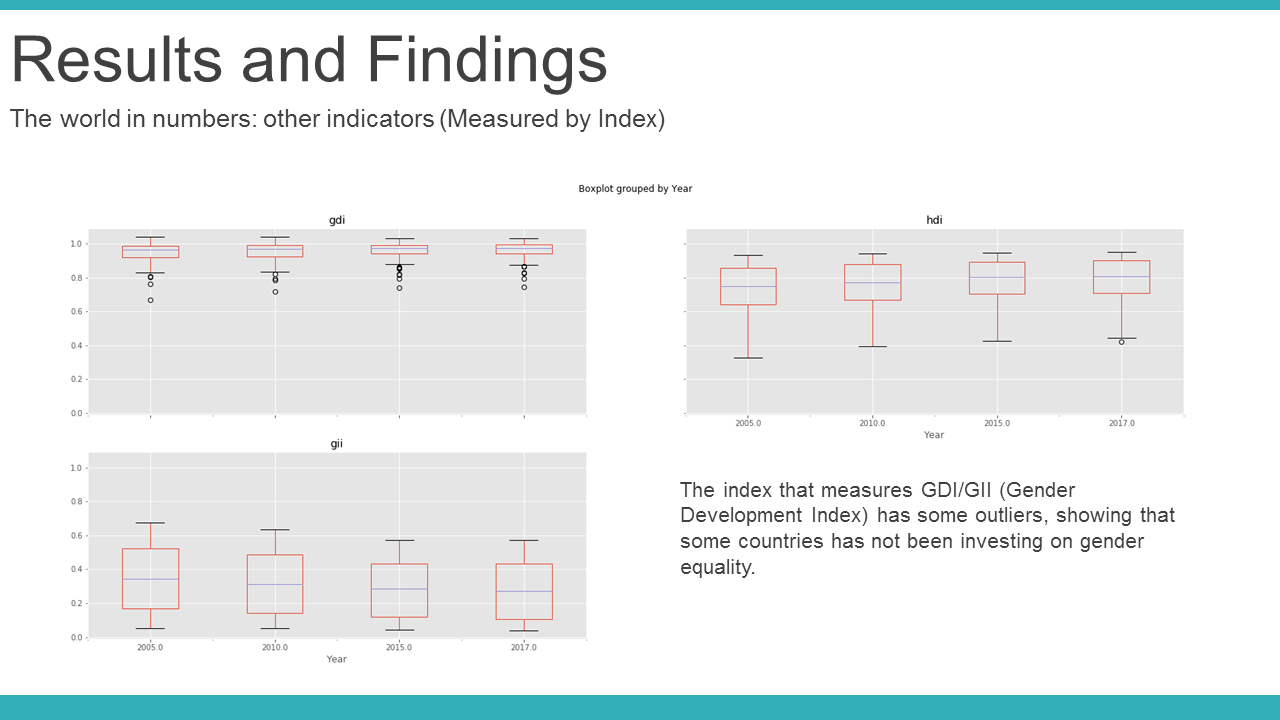 Results and Findings
The world in numbers: other indicators (Measured by Index)
Boxplot grouped by Year
gdi
1.0
0.8
0.6
0.4
0.2
0.0
hdi
2005.0 2010.0 2015.0 2017.0
Year
gii
1.0
0.8
0.6
0.4
0.2
0.0
2005.0 2010.0 2015.0 2017.0
Year
The index that measures GDI/GII (Gender
Development Index) has some outliers, showing that
some countries has not been investing on gender
equality.